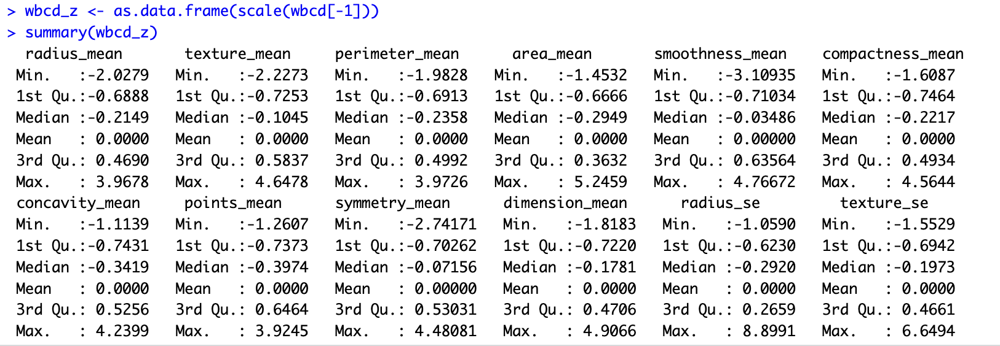 > wbcd_z <- as.data.frame(scale(wbcd[-1]))
> summary(wbcd_z)
  radius_mean       texture_mean     perimeter_mean      area_mean       smoothness_mean    compactness_mean
 Min.   :-2.0279   Min.   :-2.2273   Min.   :-1.9828   Min.   :-1.4532   Min.   :-3.10935   Min.   :-1.6087
 1st Qu.:-0.6888   1st Qu.:-0.7253   1st Qu.:-0.6913   1st Qu.:-0.6666   1st Qu.:-0.71034   1st Qu.:-0.7464
 Median :-0.2149   Median :-0.1045   Median :-0.2358   Median :-0.2949   Median :-0.03486   Median :-0.2217
 Mean   : 0.0000   Mean   : 0.0000   Mean   : 0.0000   Mean   : 0.0000   Mean   : 0.00000   Mean   : 0.0000
 3rd Qu.: 0.4690   3rd Qu.: 0.5837   3rd Qu.: 0.4992   3rd Qu.: 0.3632   3rd Qu.: 0.63564   3rd Qu.: 0.4934
 Max.   : 3.9678   Max.   : 4.6478   Max.   : 3.9726   Max.   : 5.2459   Max.   : 4.76672   Max.   : 4.5644
 concavity_mean     points_mean      symmetry_mean      dimension_mean      radius_se         texture_se
 Min.   :-1.1139   Min.   :-1.2607   Min.   :-2.74171   Min.   :-1.8183   Min.   :-1.0590   Min.   :-1.5529
 1st Qu.:-0.7431   1st Qu.:-0.7373   1st Qu.:-0.70262   1st Qu.:-0.7220   1st Qu.:-0.6230   1st Qu.:-0.6942
 Median :-0.3419   Median :-0.3974   Median :-0.07156   Median :-0.1781   Median :-0.2920   Median :-0.1973
 Mean   : 0.0000   Mean   : 0.0000   Mean   : 0.00000   Mean   : 0.0000   Mean   : 0.0000   Mean   : 0.0000
 3rd Qu.: 0.5256   3rd Qu.: 0.6464   3rd Qu.: 0.53031   3rd Qu.: 0.4706   3rd Qu.: 0.2659   3rd Qu.: 0.4661
 Max.   : 4.2399   Max.   : 3.9245   Max.   : 4.48081   Max.   : 4.9066   Max.   : 8.8991   Max.   : 6.6494